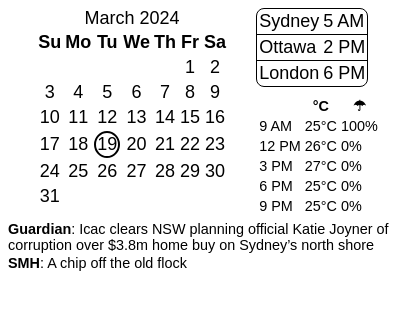 March 2024
Su Mo Tu We Th Fr Sa
1 2
3 4 5 6 7 8 9
10 11 12 13 14 15 16
17 18 19 20 21 22 23
24 25 26 27 28 29 30
31
Sydney 5 AM
Ottawa 2 PM
London 6 PM
°C ☂
9 AM 25°C 100%
12 PM 26°C 0%
3 PM 27°C 0%
6 PM 25°C 0%
9 PM 25°C 0%
Guardian: Icac clears NSW planning official Katie Joyner of
corruption over $3.8m home buy on Sydney’s north shore
SMH: A chip off the old flock